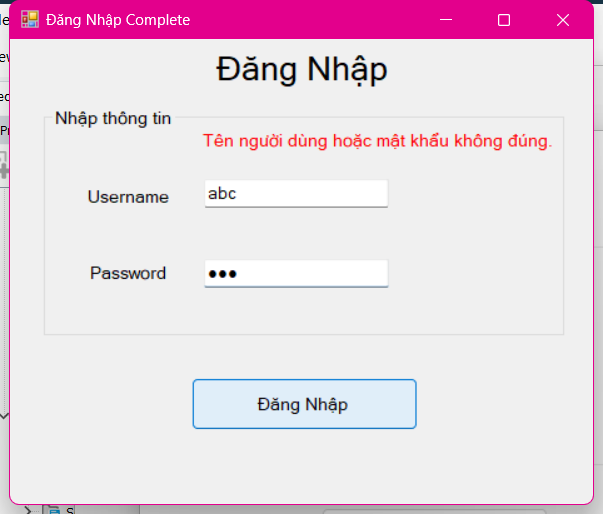 Đăng Nhập Complete
Đăng Nhập
Nhập thông tin
Tên người dùng hoặc mật khẩu không đúng.
Username
abc
Password
●●●
Đăng Nhập